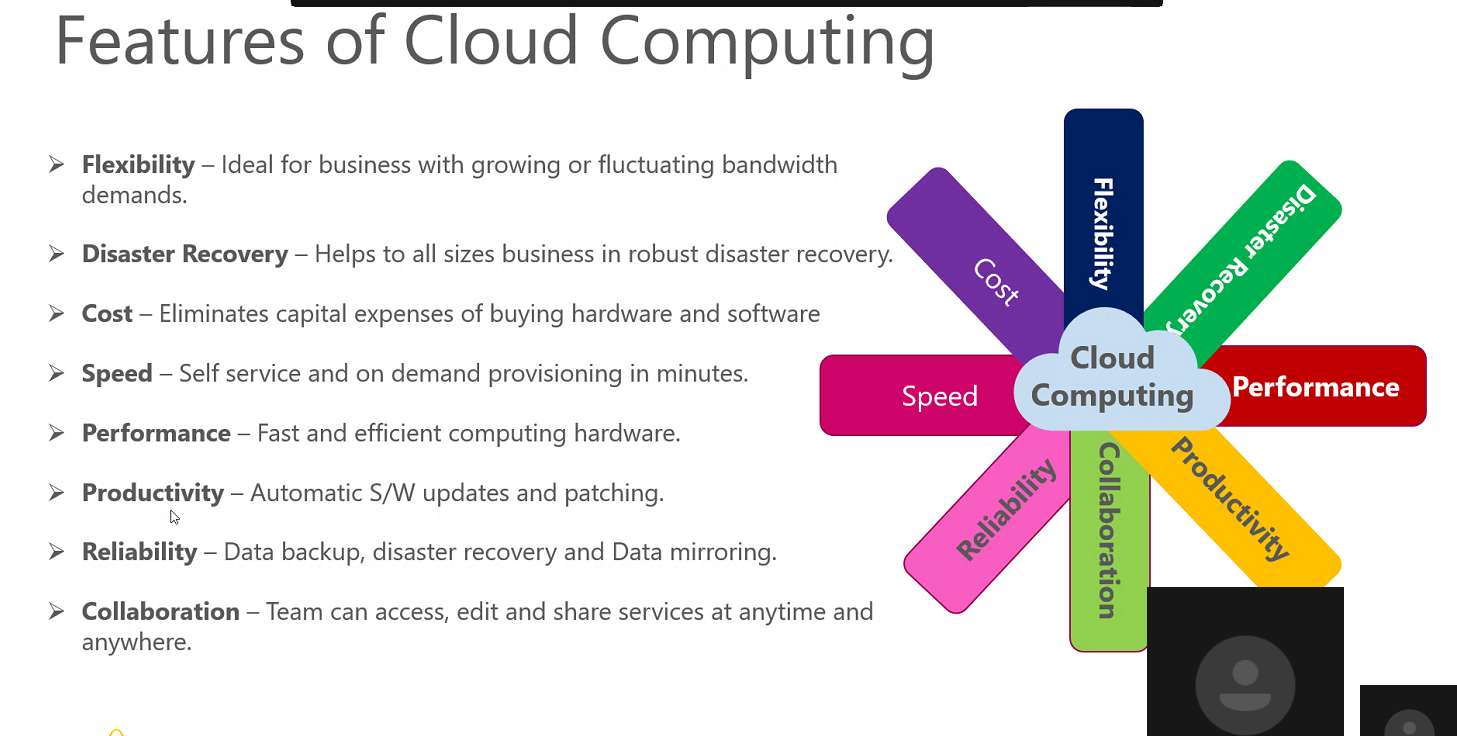 Features of Cloud Computing
➢ Flexibility – Ideal for business with growing or fluctuating bandwidth
demands.
➢ Disaster Recovery – Helps to all sizes business in robust disaster recovery.
➢ Cost – Eliminates capital expenses of buying hardware and software
➢ Speed – Self service and on demand provisioning in minutes.
➢ Performance – Fast and efficient computing hardware.
➢ Productivity – Automatic S/W updates and patching.
➢ Reliability – Data backup, disaster recovery and Data mirroring.
➢ Collaboration – Team can access, edit and share services at anytime and
anywhere.
Flexibility
Disaster Recovery
Performance
Productivity
Collaboration
Reliability
Speed
Cost
Cloud
Computing